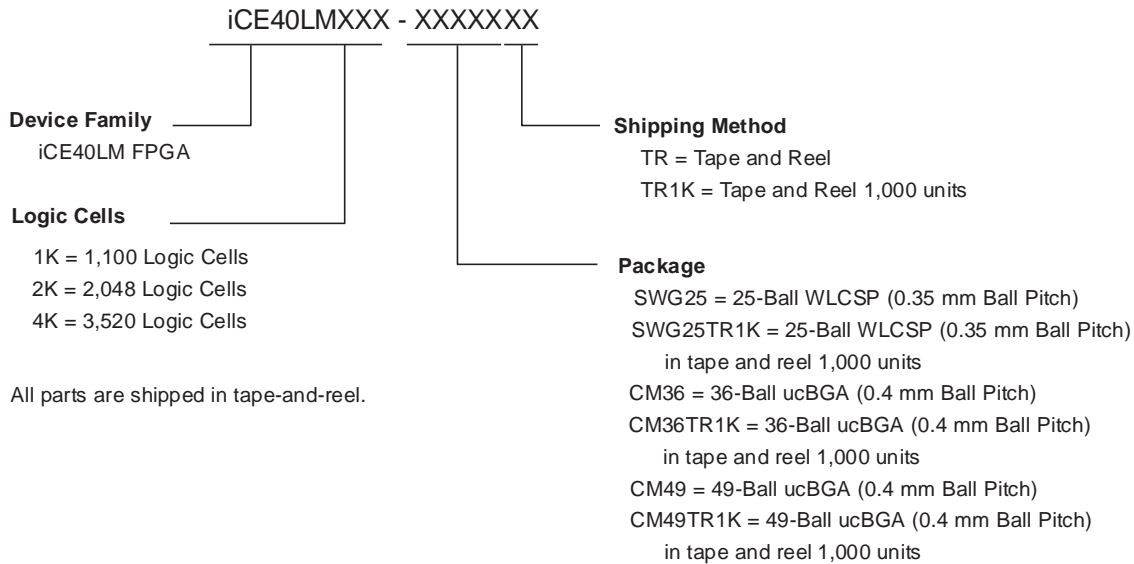 iCE40LMXXX - XXXXXXX
Device Family
iCE40LM FPGA
Logic Cells
1K = 1,100 Logic Cells
2K = 2,048 Logic Cells
4K = 3,520 Logic Cells
All parts are shipped in tape-and-reel.
Shipping Method
TR = Tape and Reel
TR1K = Tape and Reel 1,000 units
Package
SWG25 = 25-Ball WLCSP (0.35 mm Ball Pitch)
SWG25TR1K = 25-Ball WLCSP (0.35 mm Ball Pitch)
in tape and reel 1,000 units
CM36 = 36-Ball ucBGA (0.4 mm Ball Pitch)
CM36TR1K = 36-Ball ucBGA (0.4 mm Ball Pitch)
in tape and reel 1,000 units
CM49 = 49-Ball ucBGA (0.4 mm Ball Pitch)
CM49TR1K = 49-Ball ucBGA (0.4 mm Ball Pitch)
in tape and reel 1,000 units